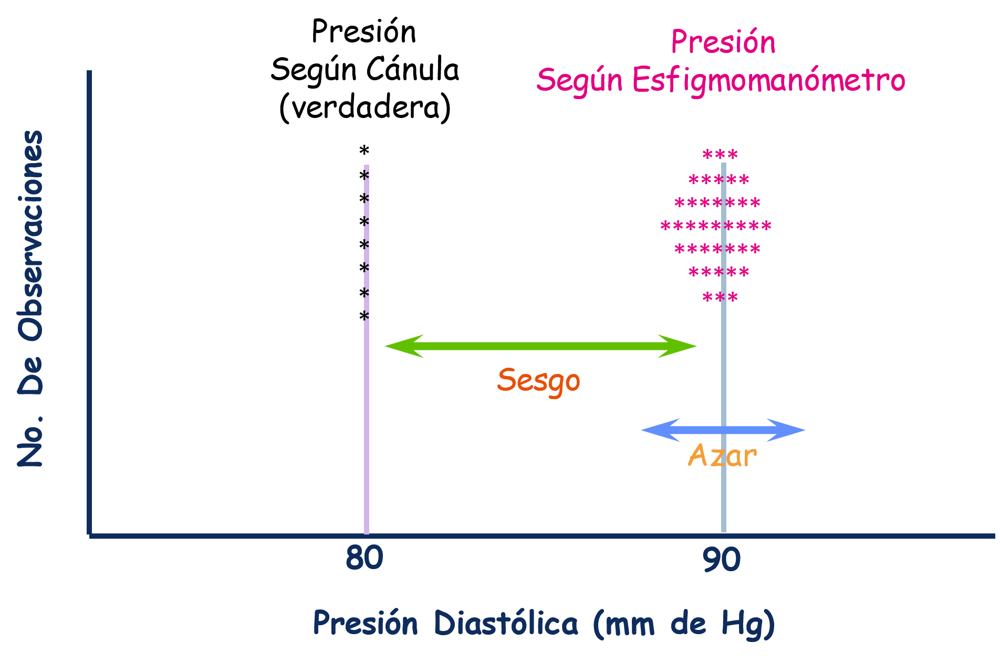 Presión
Según Cánula
(verdadera)
Presión
Según Esfigmomanómetro
No. De Observaciones
*
*
*
*
*
*
*
*
***
*****
*******
*********
*******
*****
***
Sesgo
Azar
80
90
Presión Diastólica (mm de Hg)